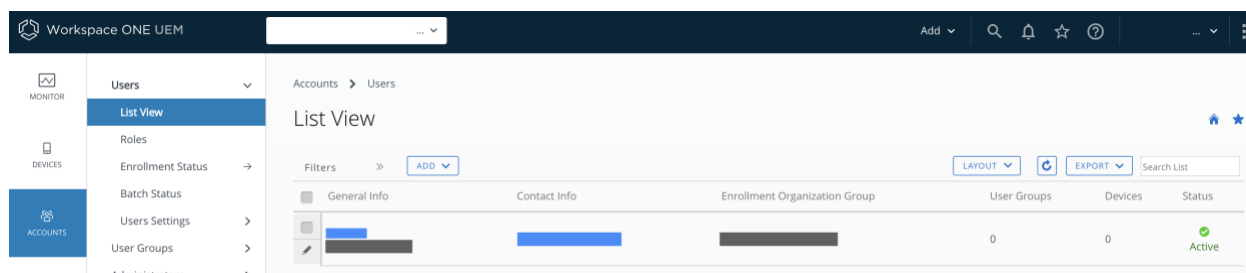 Workspace ONE UEM
...
Add
...
MONITOR
DEVICES
ACCOUNTS
Users
List View
Roles
Enrollment Status
Batch Status
Users Settings
User Groups
Accounts > Users
List View
Filters >> ADD
LAYOUT
EXPORT
Search List
General Info Contact Info Enrollment Organization Group User Groups Devices Status
0 0 Active